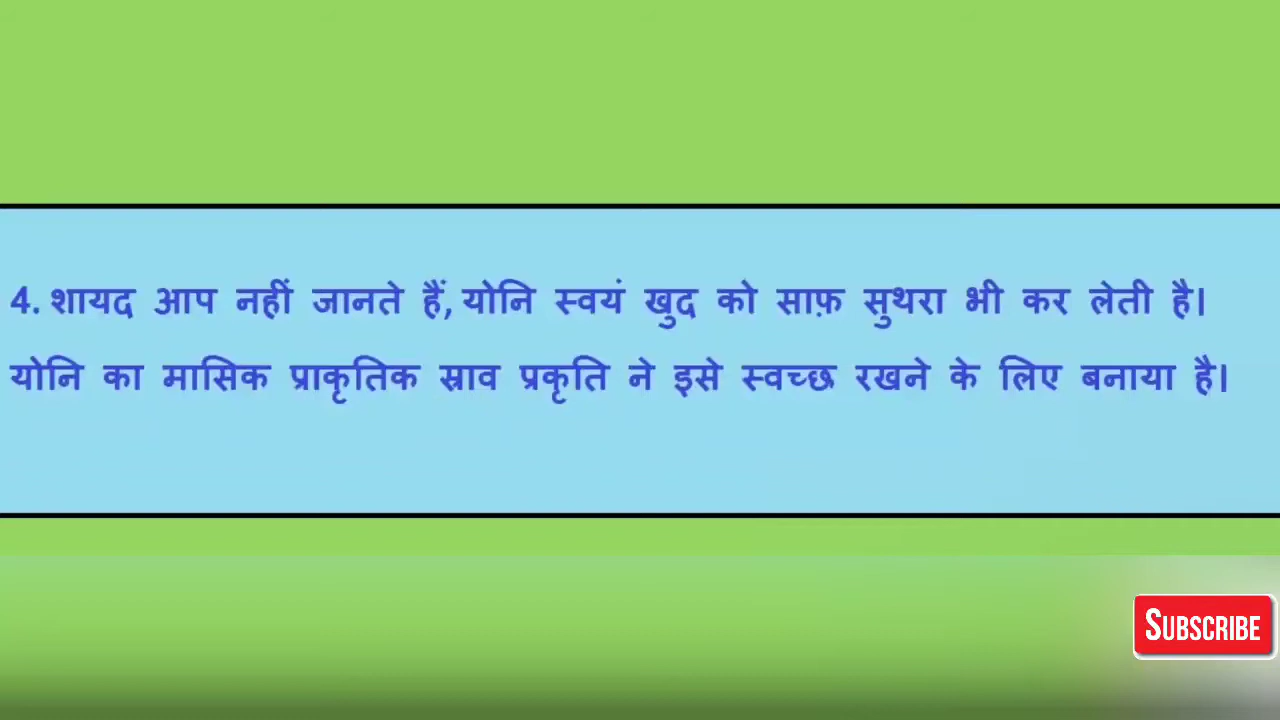 4. शायद आप नहीं जानते हैं, योनि स्वयं खुद को साफ़ सुथरा भी कर लेती है।
योनि का मासिक प्राकृतिक स्राव प्रकृति ने इसे स्वच्छ रखने के लिए बनाया है।
SUBSCRIBE